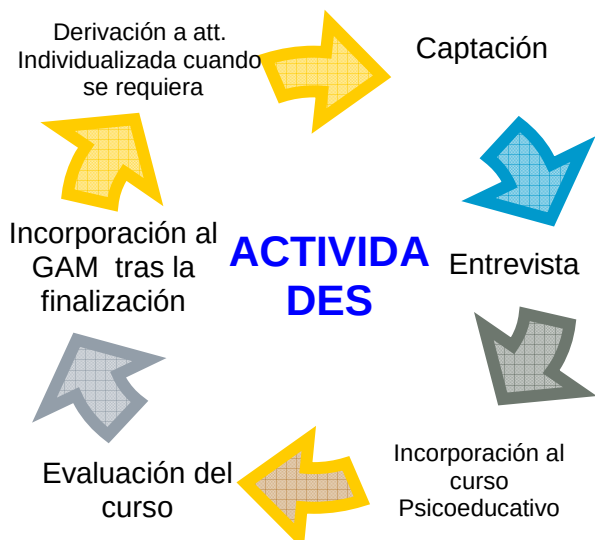 Derivación a att.
Individualizada cuando
se requiera
Captación
Incorporación al
GAM tras la
finalización
ACTIVIDA
DES
Entrevista
Evaluación del
curso
Incorporación al
curso
Psicoeducativo